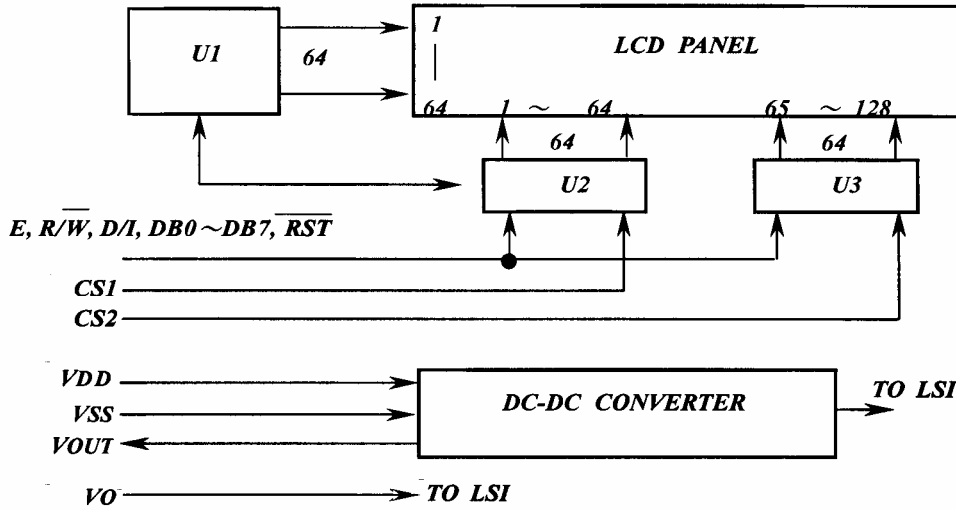 U1
64
1
LCD PANEL
64
1 ~ 64
65 ~ 128
64
64
U2
U3
E, R/W̅, D/I, DB0~DB7, R̅S̅T̅
CS1
CS2
VDD
VSS
VOUT
DC-DC CONVERTER
TO LSI
VO
TO LSI